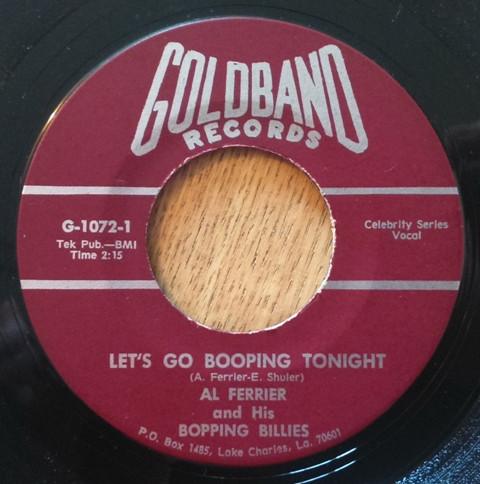 GOLDBAND
RECORDS
G-1072-1
Tek Pub.—BMI
Time 2:15
Celebrity Series
Vocal
LET'S GO BOOPING TONIGHT
(A. Ferrier-E. Shuler)
AL FERRIER
and His
BOPPING BILLIES
P.O. Box 1485, Lake Charles, La. 70601